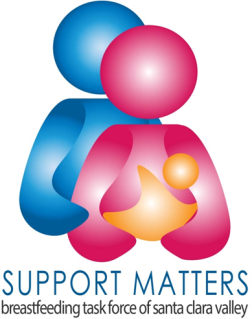 SUPPORT MATTERS
breastfeeding task force of santa clara valley